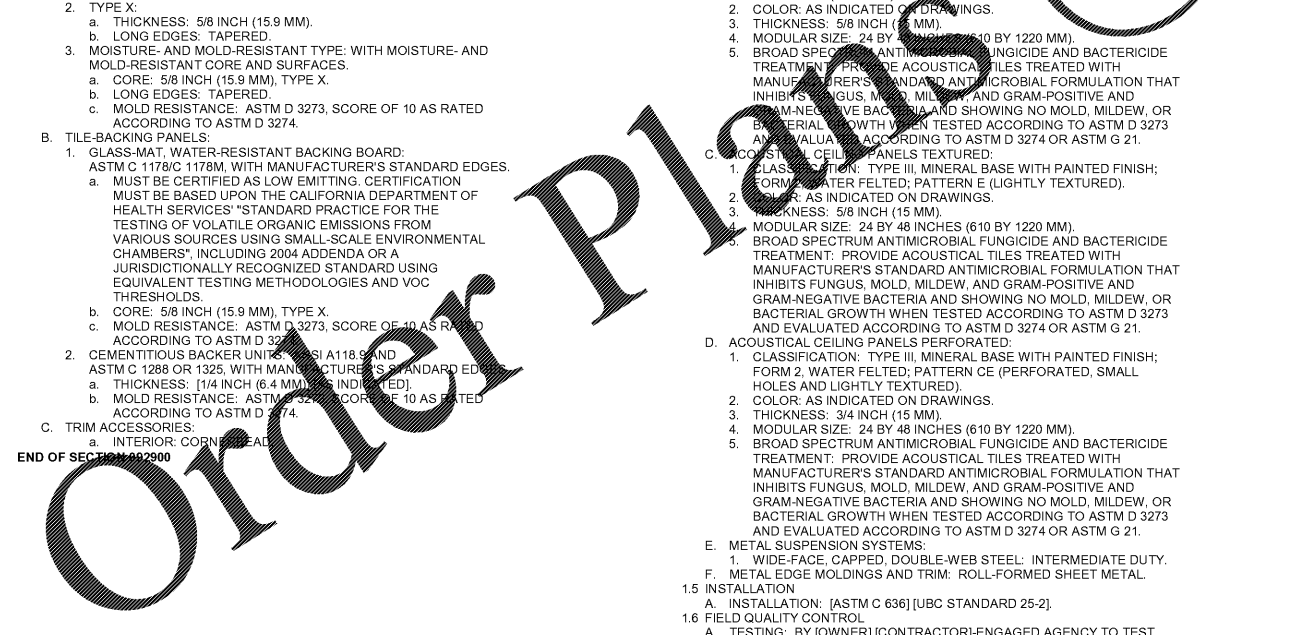 2. TYPE X:
a. THICKNESS: 5/8 INCH (15.9 MM).
b. LONG EDGES: TAPERED.
3. MOISTURE- AND MOLD-RESISTANT TYPE: WITH MOISTURE- AND
MOLD-RESISTANT CORE AND SURFACES.
a. CORE: 5/8 INCH (15.9 MM), TYPE X.
b. LONG EDGES: TAPERED.
c. MOLD RESISTANCE: ASTM D 3273, SCORE OF 10 AS RATED
ACCORDING TO ASTM D 3274.
B. TILE-BACKING PANELS:
1. GLASS-MAT, WATER-RESISTANT BACKING BOARD:
ASTM C 1178/C 1178M, WITH MANUFACTURER'S STANDARD EDGES.
a. MUST BE CERTIFIED AS LOW EMITTING. CERTIFICATION
MUST BE BASED UPON THE CALIFORNIA DEPARTMENT OF
HEALTH SERVICES' "STANDARD PRACTICE FOR THE
TESTING OF VOLATILE ORGANIC EMISSIONS FROM
VARIOUS SOURCES USING SMALL-SCALE ENVIRONMENTAL
CHAMBERS", INCLUDING 2004 ADDENDA OR A
JURISDICTIONALLY RECOGNIZED STANDARD USING
EQUIVALENT TESTING METHODOLOGIES AND VOC
THRESHOLDS.
b. CORE: 5/8 INCH (15.9 MM), TYPE X.
c. MOLD RESISTANCE: ASTM D 3273, SCORE OF 10 AS RATED
ACCORDING TO ASTM D 3274.
2. CEMENTITIOUS BACKER UNITS: ANSI A118.9 AND
ASTM C 1288 OR 1325, WITH MANUFACTURER'S STANDARD EDGES.
a. THICKNESS: [1/4 INCH (6.4 MM)] [AS INDICATED].
b. MOLD RESISTANCE: ASTM D 3273, SCORE OF 10 AS RATED
ACCORDING TO ASTM D 3274.
C. TRIM ACCESSORIES:
a. INTERIOR: CORNERBEAD.
END OF SECTION 092900
2. COLOR: AS INDICATED ON DRAWINGS.
3. THICKNESS: 5/8 INCH (15 MM).
4. MODULAR SIZE: 24 BY 48 INCHES (610 BY 1220 MM).
5. BROAD SPECTRUM ANTIMICROBIAL FUNGICIDE AND BACTERICIDE
TREATMENT: PROVIDE ACOUSTICAL TILES TREATED WITH
MANUFACTURER'S STANDARD ANTIMICROBIAL FORMULATION THAT
INHIBITS FUNGUS, MOLD, MILDEW, AND GRAM-POSITIVE AND
GRAM-NEGATIVE BACTERIA AND SHOWING NO MOLD, MILDEW, OR
BACTERIAL GROWTH WHEN TESTED ACCORDING TO ASTM D 3273
AND EVALUATED ACCORDING TO ASTM D 3274 OR ASTM G 21.
C. ACOUSTICAL CEILING PANELS TEXTURED:
1. CLASSIFICATION: TYPE III, MINERAL BASE WITH PAINTED FINISH;
FORM 2, WATER FELTED; PATTERN E (LIGHTLY TEXTURED).
2. COLOR: AS INDICATED ON DRAWINGS.
3. THICKNESS: 5/8 INCH (15 MM).
4. MODULAR SIZE: 24 BY 48 INCHES (610 BY 1220 MM).
5. BROAD SPECTRUM ANTIMICROBIAL FUNGICIDE AND BACTERICIDE
TREATMENT: PROVIDE ACOUSTICAL TILES TREATED WITH
MANUFACTURER'S STANDARD ANTIMICROBIAL FORMULATION THAT
INHIBITS FUNGUS, MOLD, MILDEW, AND GRAM-POSITIVE AND
GRAM-NEGATIVE BACTERIA AND SHOWING NO MOLD, MILDEW, OR
BACTERIAL GROWTH WHEN TESTED ACCORDING TO ASTM D 3273
AND EVALUATED ACCORDING TO ASTM D 3274 OR ASTM G 21.
D. ACOUSTICAL CEILING PANELS PERFORATED:
1. CLASSIFICATION: TYPE III, MINERAL BASE WITH PAINTED FINISH;
FORM 2, WATER FELTED; PATTERN CE (PERFORATED, SMALL
HOLES AND LIGHTLY TEXTURED).
2. COLOR: AS INDICATED ON DRAWINGS.
3. THICKNESS: 3/4 INCH (15 MM).
4. MODULAR SIZE: 24 BY 48 INCHES (610 BY 1220 MM).
5. BROAD SPECTRUM ANTIMICROBIAL FUNGICIDE AND BACTERICIDE
TREATMENT: PROVIDE ACOUSTICAL TILES TREATED WITH
MANUFACTURER'S STANDARD ANTIMICROBIAL FORMULATION THAT
INHIBITS FUNGUS, MOLD, MILDEW, AND GRAM-POSITIVE AND
GRAM-NEGATIVE BACTERIA AND SHOWING NO MOLD, MILDEW, OR
BACTERIAL GROWTH WHEN TESTED ACCORDING TO ASTM D 3273
AND EVALUATED ACCORDING TO ASTM D 3274 OR ASTM G 21.
E. METAL SUSPENSION SYSTEMS:
1. WIDE-FACE, CAPPED, DOUBLE-WEB STEEL: INTERMEDIATE DUTY.
F. METAL EDGE MOLDINGS AND TRIM: ROLL-FORMED SHEET METAL.
1.5 INSTALLATION
A. INSTALLATION: [ASTM C 636] [UBC STANDARD 25-2].
1.6 FIELD QUALITY CONTROL
A. TESTING: BY [OWNER] [CONTRACTOR]-ENGAGED AGENCY TO TEST
Order Plans